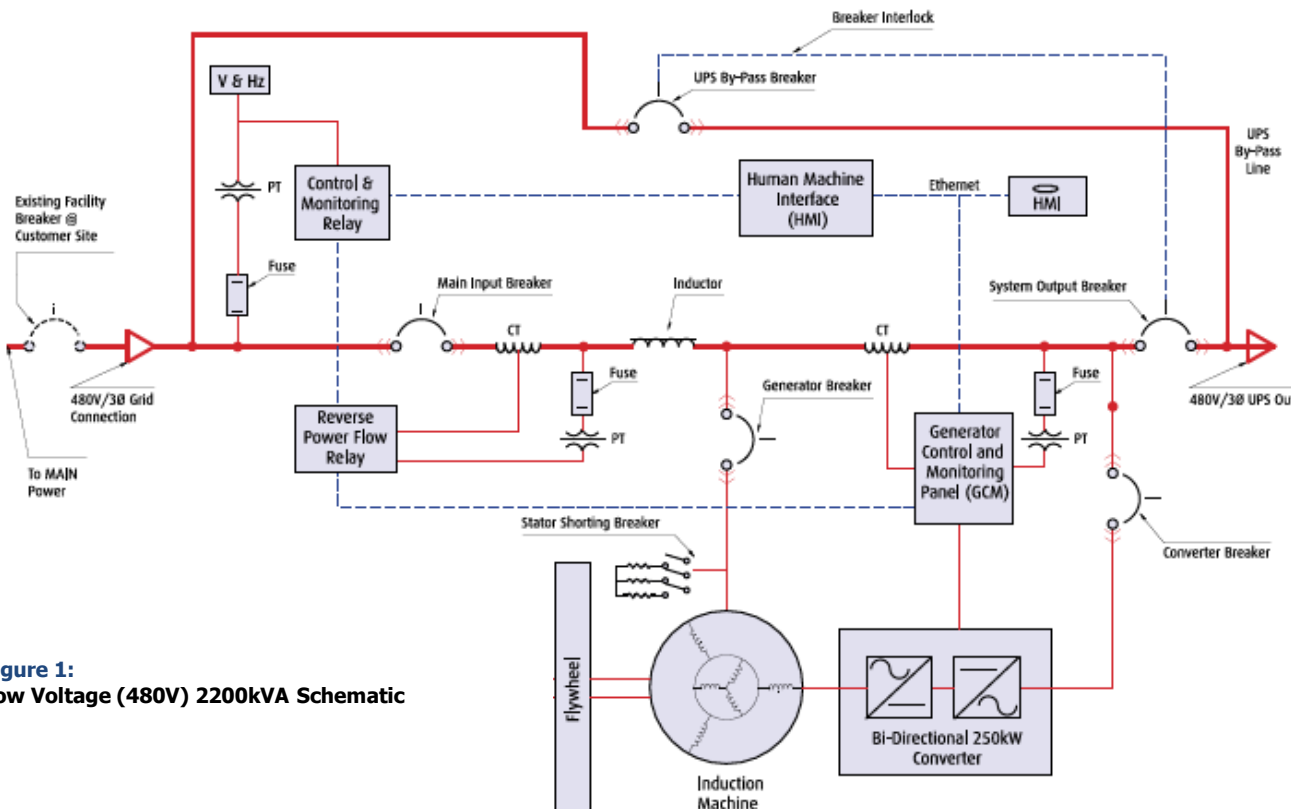 Breaker Interlock
V & Hz
UPS By-Pass Breaker
UPS
By-Pass
Line
PT
Control &
Monitoring
Relay
Human Machine
Interface
(HMI)
Ethernet
HMI
Existing Facility
Breaker @
Customer Site
Fuse
Main Input Breaker
Inductor
System Output Breaker
CT
CT
480V/3Ø Grid
Connection
Fuse
Generator Breaker
Fuse
480V/3Ø UPS Ou
Reverse
Power Flow
Relay
PT
Generator
Control and
Monitoring
Panel (GCM)
PT
To MAIN
Power
Stator Shorting Breaker
Converter Breaker
Flywheel
gure 1:
ow Voltage (480V) 2200kVA Schematic
Bi-Directional 250kW
Converter
Induction
Machine